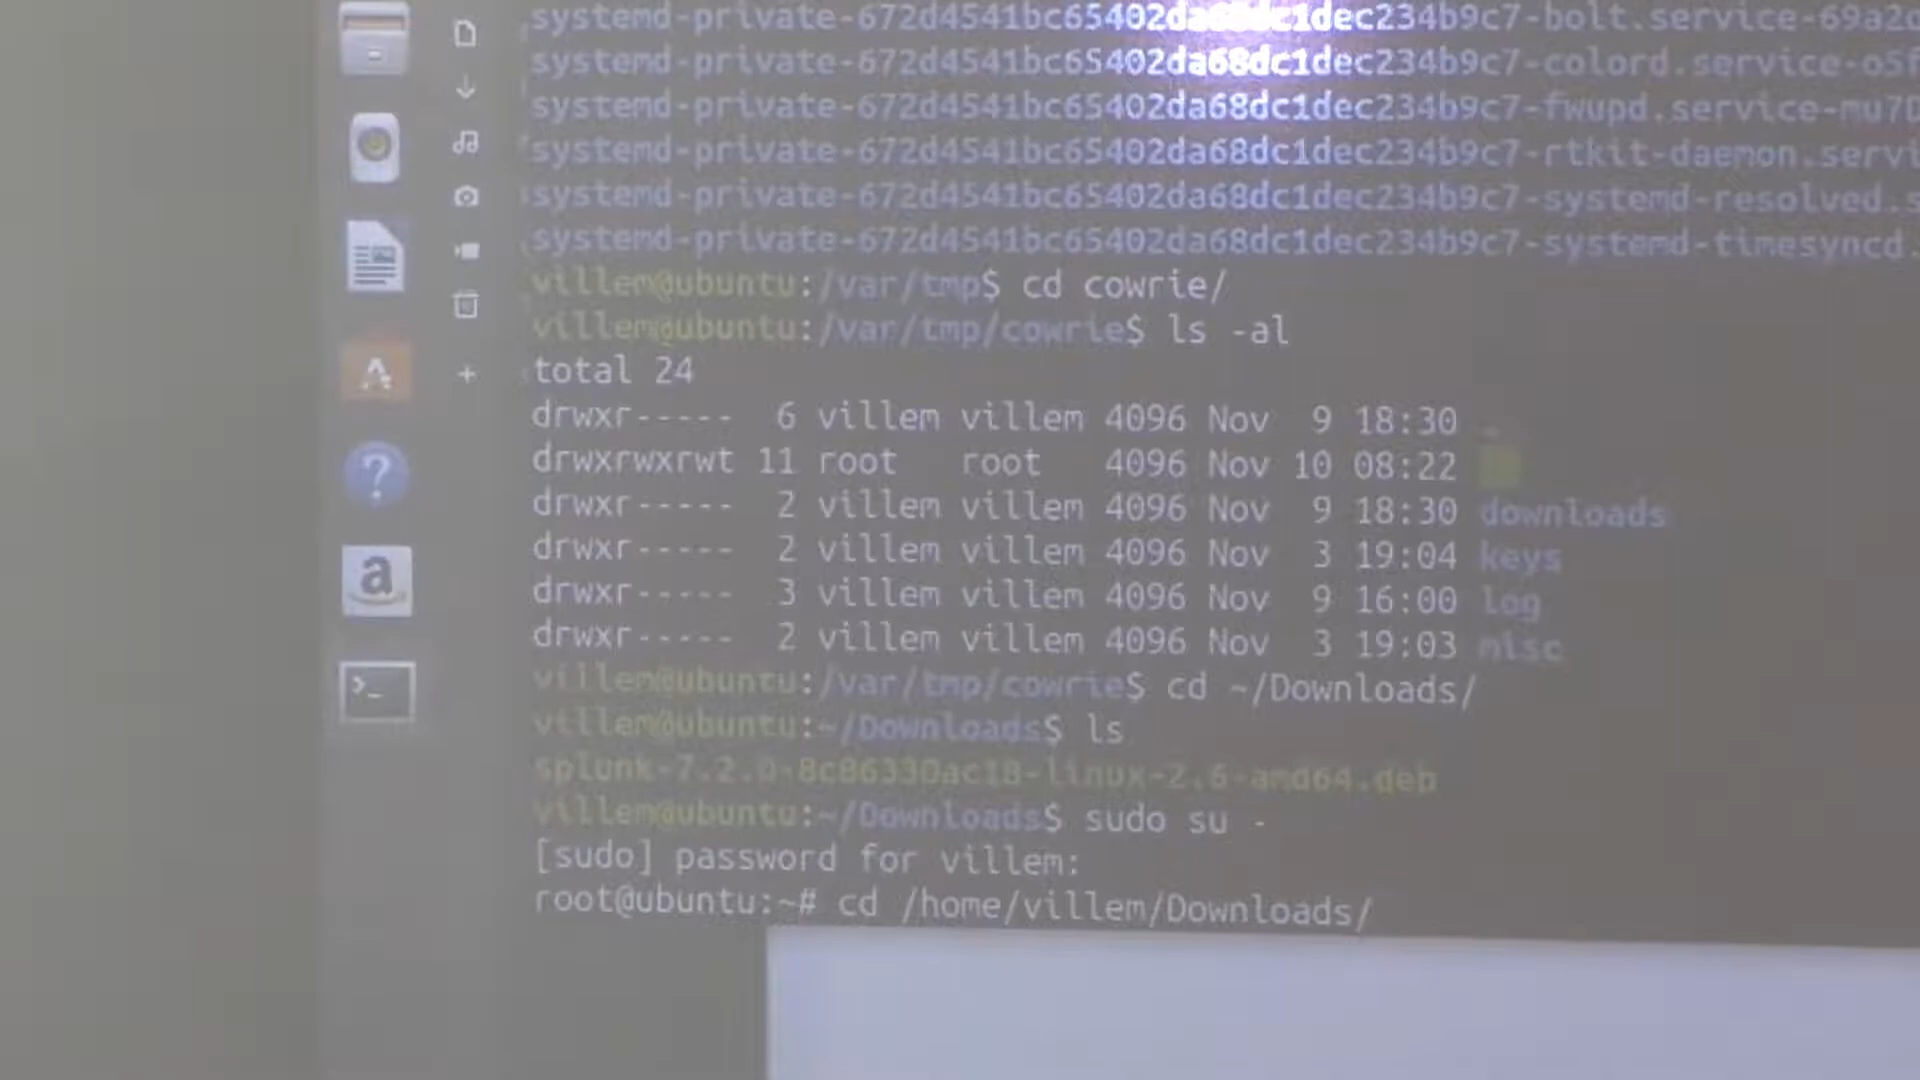 systemd-private-672d4541bc65402da68dc1dec234b9c7-bolt.service-69a2
systemd-private-672d4541bc65402da68dc1dec234b9c7-colord.service-o5f
systemd-private-672d4541bc65402da68dc1dec234b9c7-fwupd.service-mu7D
systemd-private-672d4541bc65402da68dc1dec234b9c7-rtkit-daemon.servi
systemd-private-672d4541bc65402da68dc1dec234b9c7-systemd-resolved.s
systemd-private-672d4541bc65402da68dc1dec234b9c7-systemd-timesyncd.
villem@ubuntu:/var/tmp$ cd cowrie/
villem@ubuntu:/var/tmp/cowrie$ ls -al
total 24
drwxr----- 6 villem villem 4096 Nov 9 18:30 .
drwxrwxrwt 11 root root 4096 Nov 10 08:22 ..
drwxr----- 2 villem villem 4096 Nov 9 18:30 downloads
drwxr----- 2 villem villem 4096 Nov 3 19:04 keys
drwxr----- 3 villem villem 4096 Nov 9 16:00 log
drwxr----- 2 villem villem 4096 Nov 3 19:03 misc
villem@ubuntu:/var/tmp/cowrie$ cd ~/Downloads/
villem@ubuntu:~/Downloads$ ls
splunk-7.2.0-8c86330ac18-linux-2.6-amd64.deb
villem@ubuntu:~/Downloads$ sudo su -
[sudo] password for villem:
root@ubuntu:~# cd /home/villem/Downloads/